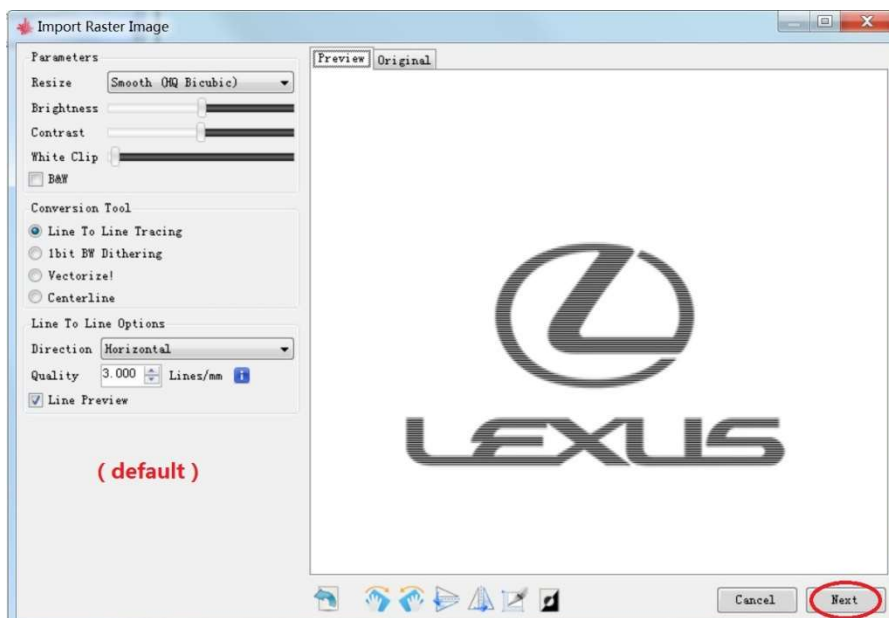 Import Raster Image
Parameters
Resize Smooth (HQ Bicubic)
Brightness
Contrast
White Clip
B&W
Conversion Tool
Line To Line Tracing
1bit BW Dithering
Vectorize!
Centerline
Line To Line Options
Direction Horizontal
Quality 3.000 Lines/mm
Line Preview
( default )
Preview Original
LEXUS
Cancel Next